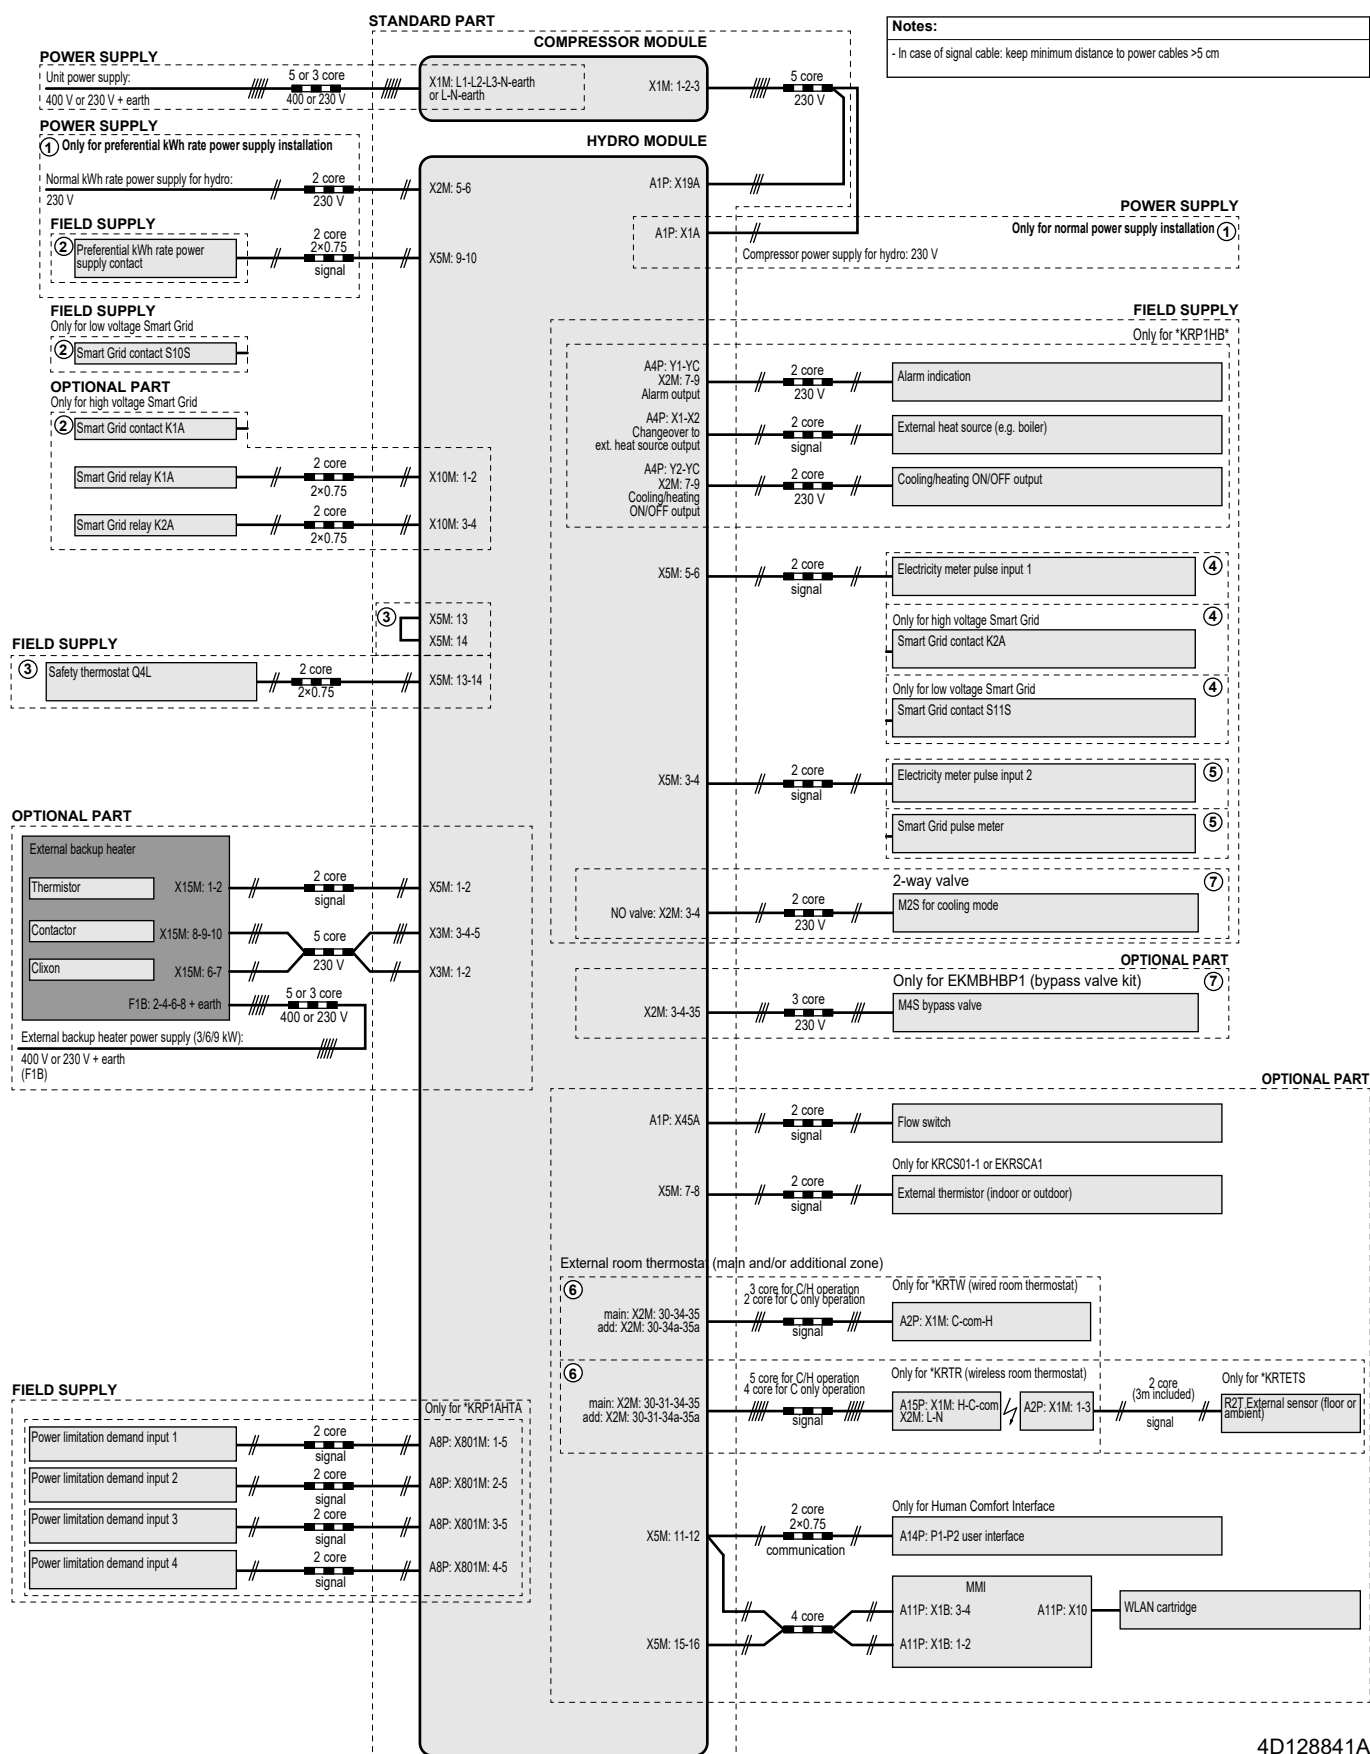 STANDARD PART
Notes:
- In case of signal cable: keep minimum distance to power cables >5 cm
POWER SUPPLY
Unit power supply:
400 V or 230 V + earth
5 or 3 core
400 or 230 V
COMPRESSOR MODULE
X1M: L1-L2-L3-N-earth
or L-N-earth
X1M: 1-2-3
5 core
230 V
POWER SUPPLY
1 Only for preferential kWh rate power supply installation
Normal kWh rate power supply for hydro:
230 V
2 core
230 V
X2M: 5-6
FIELD SUPPLY
2 Preferential kWh rate power
supply contact
2 core
2×0.75
signal
X5M: 9-10
HYDRO MODULE
A1P: X19A
A1P: X1A
POWER SUPPLY
Only for normal power supply installation 1
Compressor power supply for hydro: 230 V
FIELD SUPPLY
Only for low voltage Smart Grid
2 Smart Grid contact S10S
OPTIONAL PART
Only for high voltage Smart Grid
2 Smart Grid contact K1A
Smart Grid relay K1A
2 core
2×0.75
X10M: 1-2
Smart Grid relay K2A
2 core
2×0.75
X10M: 3-4
FIELD SUPPLY
Only for *KRP1HB*
A4P: Y1-YC
X2M: 7-9
Alarm output
2 core
230 V
Alarm indication
A4P: X1-X2
Changeover to
ext. heat source output
2 core
signal
External heat source (e.g. boiler)
A4P: Y2-YC
X2M: 7-9
Cooling/heating
ON/OFF output
2 core
230 V
Cooling/heating ON/OFF output
X5M: 5-6
2 core
signal
Electricity meter pulse input 1
4
Only for high voltage Smart Grid
4
Smart Grid contact K2A
Only for low voltage Smart Grid
4
Smart Grid contact S11S
3
X5M: 13
X5M: 14
FIELD SUPPLY
3
Safety thermostat Q4L
2 core
2×0.75
X5M: 13-14
X5M: 3-4
2 core
signal
Electricity meter pulse input 2
5
Smart Grid pulse meter
5
2-way valve
7
NO valve: X2M: 3-4
2 core
230 V
M2S for cooling mode
OPTIONAL PART
External backup heater
Thermistor
X15M: 1-2
2 core
signal
X5M: 1-2
Contactor
X15M: 8-9-10
5 core
230 V
X3M: 3-4-5
Clixon
X15M: 6-7
X3M: 1-2
F1B: 2-4-6-8 + earth
5 or 3 core
400 or 230 V
External backup heater power supply (3/6/9 kW):
400 V or 230 V + earth
(F1B)
OPTIONAL PART
Only for EKMBHBP1 (bypass valve kit)
7
X2M: 3-4-35
3 core
230 V
M4S bypass valve
OPTIONAL PART
A1P: X45A
2 core
signal
Flow switch
Only for KRCS01-1 or EKRSCA1
X5M: 7-8
2 core
signal
External thermistor (indoor or outdoor)
External room thermostat (main and/or additional zone)
6
main: X2M: 30-34-35
add: X2M: 30-34a-35a
3 core for C/H operation
2 core for C only operation
signal
Only for *KRTW (wired room thermostat)
A2P: X1M: C-com-H
6
main: X2M: 30-31-34-35
add: X2M: 30-31-34a-35a
5 core for C/H operation
4 core for C only operation
signal
Only for *KRTR (wireless room thermostat)
A15P: X1M: H-C-com
X2M: L-N
A2P: X1M: 1-3
2 core
(3m included)
signal
Only for *KRTETS
R2T External sensor (floor or
ambient)
FIELD SUPPLY
Only for *KRP1AHTA
Power limitation demand input 1
2 core
signal
A8P: X801M: 1-5
Power limitation demand input 2
2 core
signal
A8P: X801M: 2-5
Power limitation demand input 3
2 core
signal
A8P: X801M: 3-5
Power limitation demand input 4
2 core
signal
A8P: X801M: 4-5
X5M: 11-12
2 core
2×0.75
communication
Only for Human Comfort Interface
A14P: P1-P2 user interface
X5M: 15-16
4 core
MMI
A11P: X1B: 3-4
A11P: X1B: 1-2
A11P: X10
WLAN cartridge
4D128841A